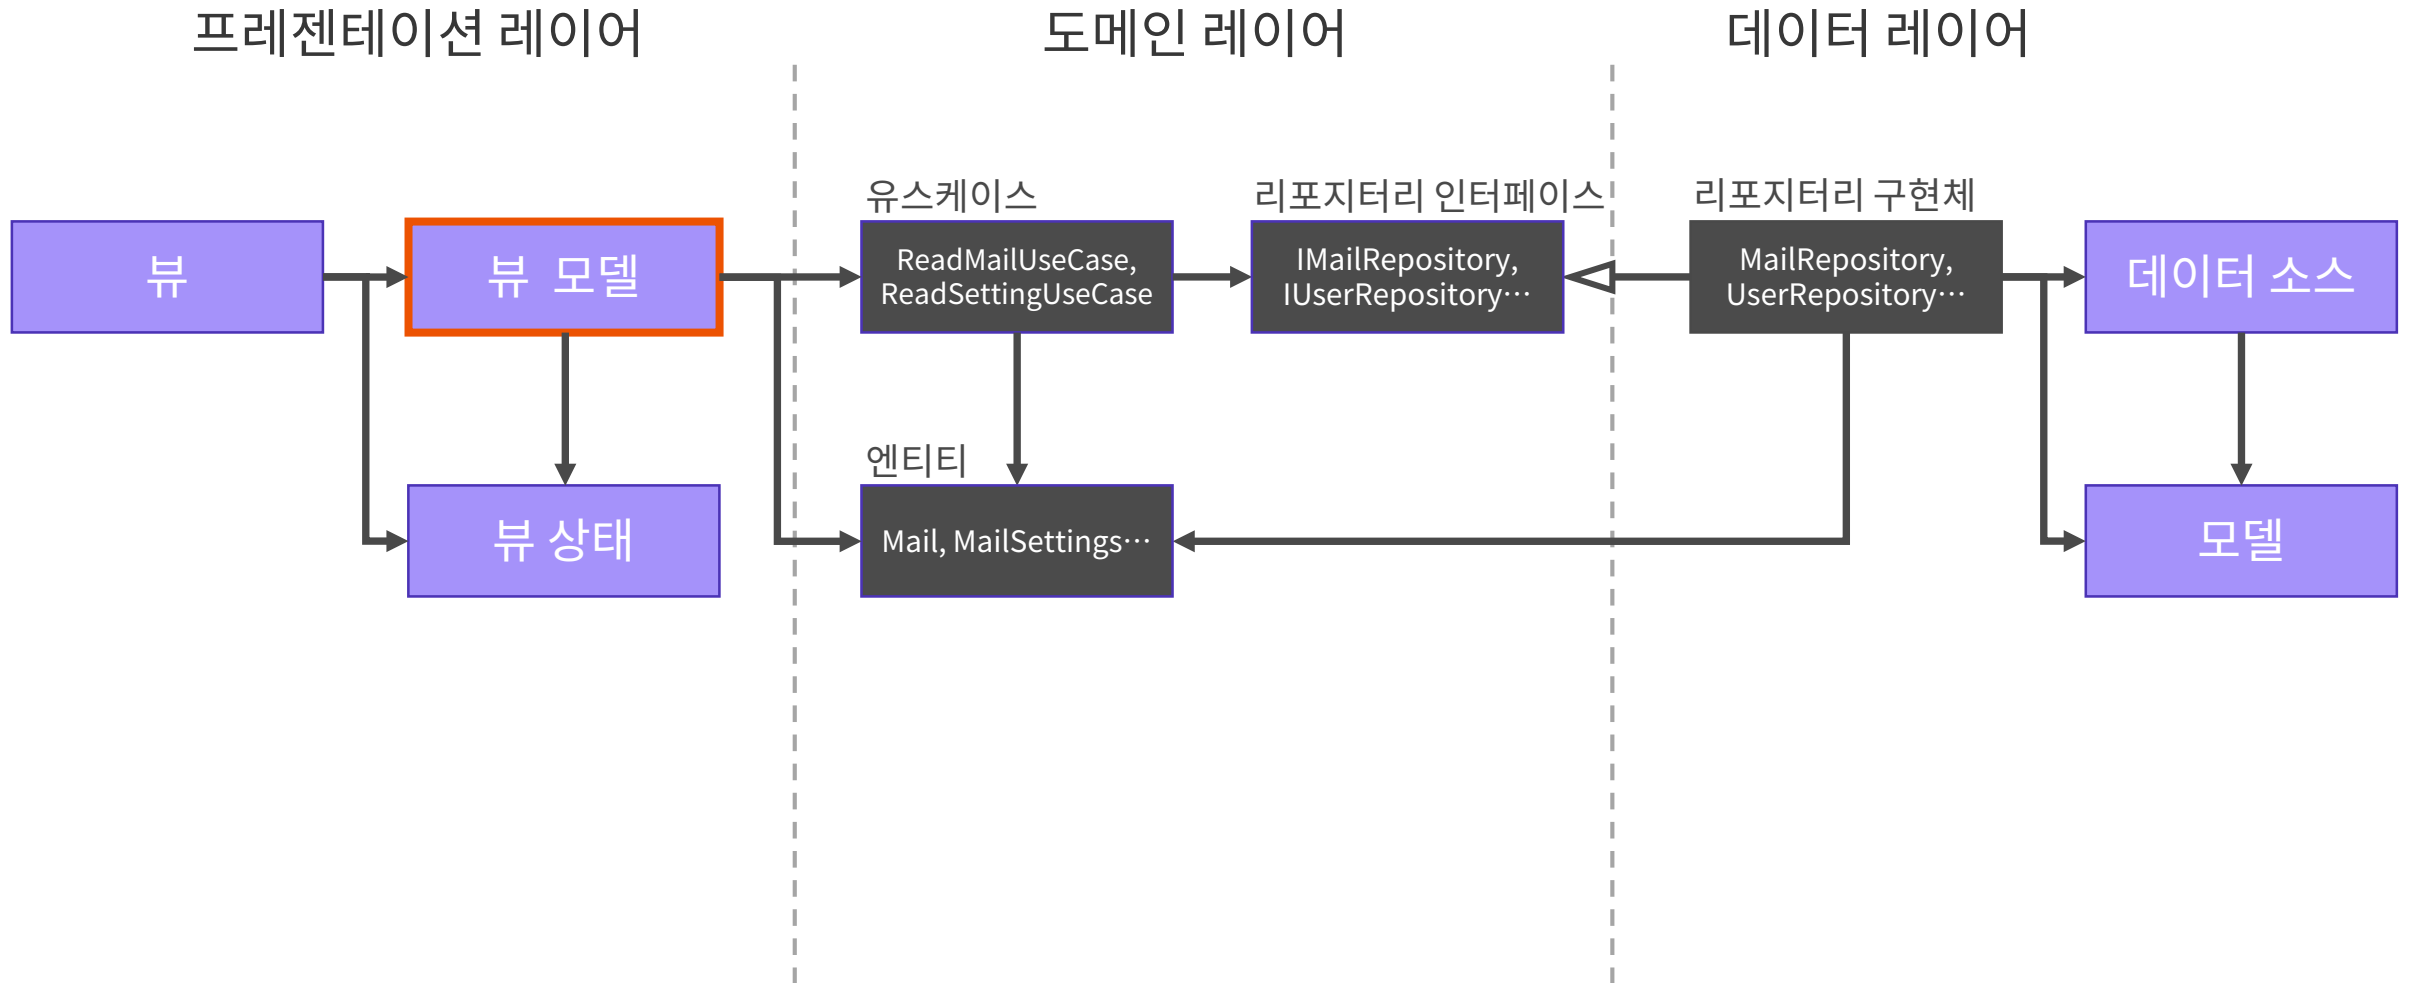 프레젠테이션 레이어
도메인 레이어
데이터 레이어
유스케이스
리포지터리 인터페이스
리포지터리 구현체
뷰
뷰 모델
ReadMailUseCase,
ReadSettingUseCase
IMailRepository,
IUserRepository…
MailRepository,
UserRepository…
데이터 소스
엔티티
뷰 상태
Mail, MailSettings…
모델